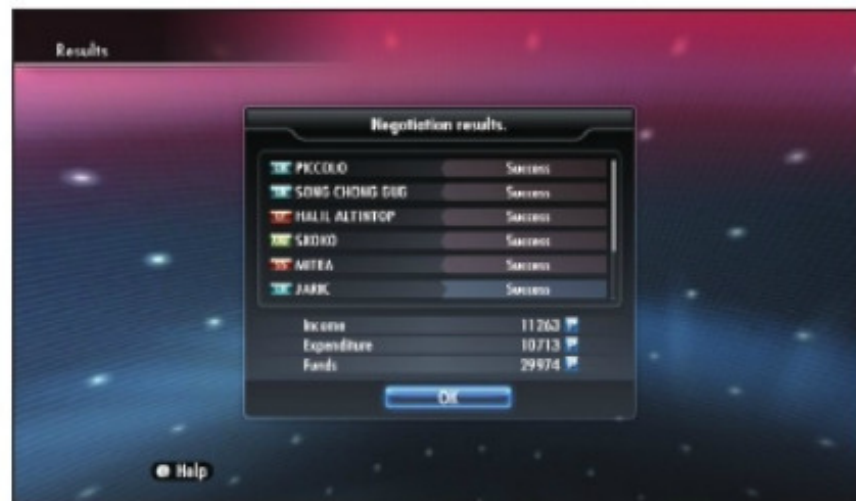 Results
Negotiation results.
PICCOLO Success
SONG CHONG GUG Success
HALIL ALTINTOP Success
SKOKO Success
MITEA Success
JARIC Success
Income 11263 P
Expenditure 10713 P
Funds 29974 P
OK
Help